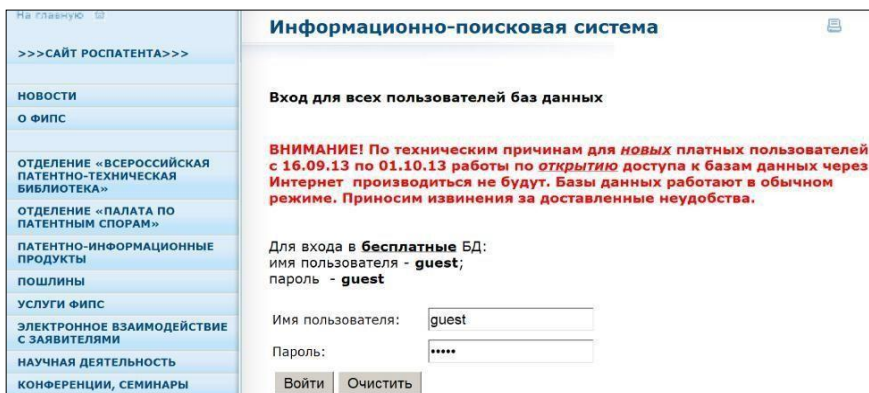 На главную
>>>САЙТ РОСПАТЕНТА>>>
НОВОСТИ
О ФИПС
ОТДЕЛЕНИЕ «ВСЕРОССИЙСКАЯ
ПАТЕНТНО-ТЕХНИЧЕСКАЯ
БИБЛИОТЕКА»
ОТДЕЛЕНИЕ «ПАЛАТА ПО
ПАТЕНТНЫМ СПОРАМ»
ПАТЕНТНО-ИНФОРМАЦИОННЫЕ
ПРОДУКТЫ
ПОШЛИНЫ
УСЛУГИ ФИПС
ЭЛЕКТРОННОЕ ВЗАИМОДЕЙСТВИЕ
С ЗАЯВИТЕЛЯМИ
НАУЧНАЯ ДЕЯТЕЛЬНОСТЬ
КОНФЕРЕНЦИИ, СЕМИНАРЫ
Информационно-поисковая система
Вход для всех пользователей баз данных
ВНИМАНИЕ! По техническим причинам для новых платных пользователей
с 16.09.13 по 01.10.13 работы по открытию доступа к базам данных через
Интернет производиться не будут. Базы данных работают в обычном
режиме. Приносим извинения за доставленные неудобства.
Для входа в бесплатные БД:
имя пользователя - guest;
пароль - guest
Имя пользователя: guest
Пароль: •••••
Войти Очистить